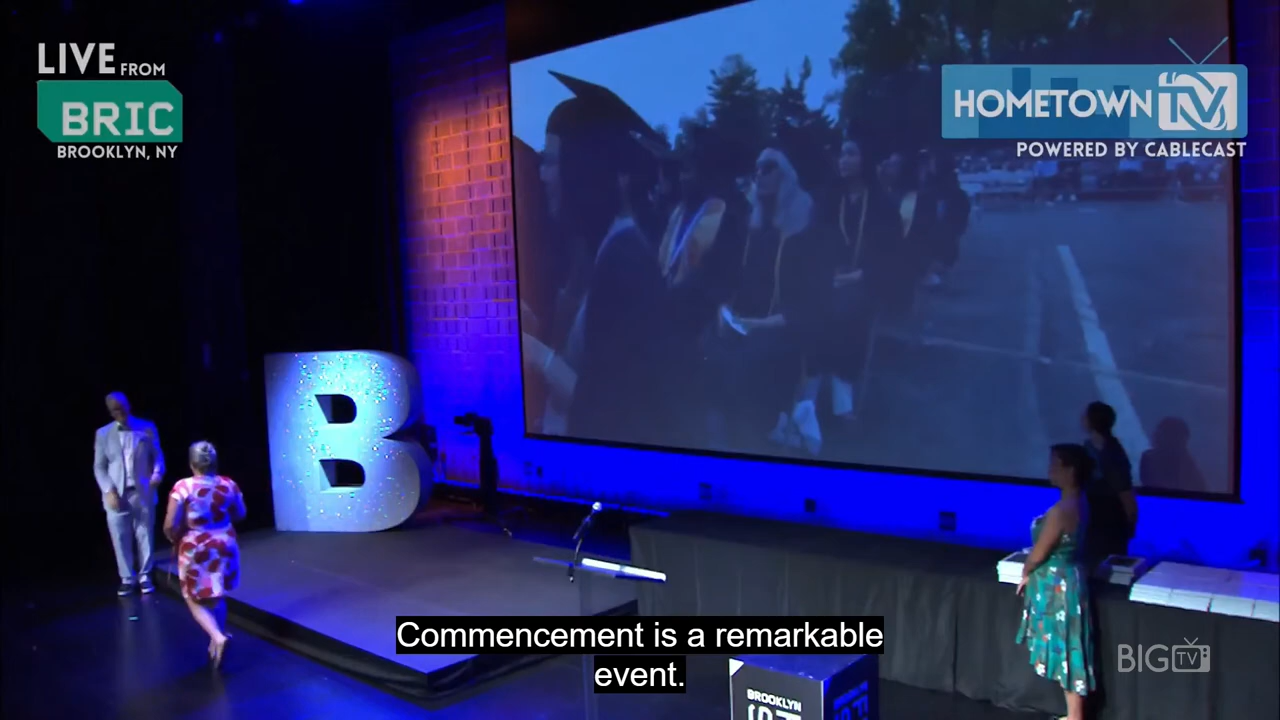 LIVE FROM
BRIC
BROOKLYN, NY
HOMETOWN TV
POWERED BY CABLECAST
B
Commencement is a remarkable
event.
BIG TV
BROOKLYN